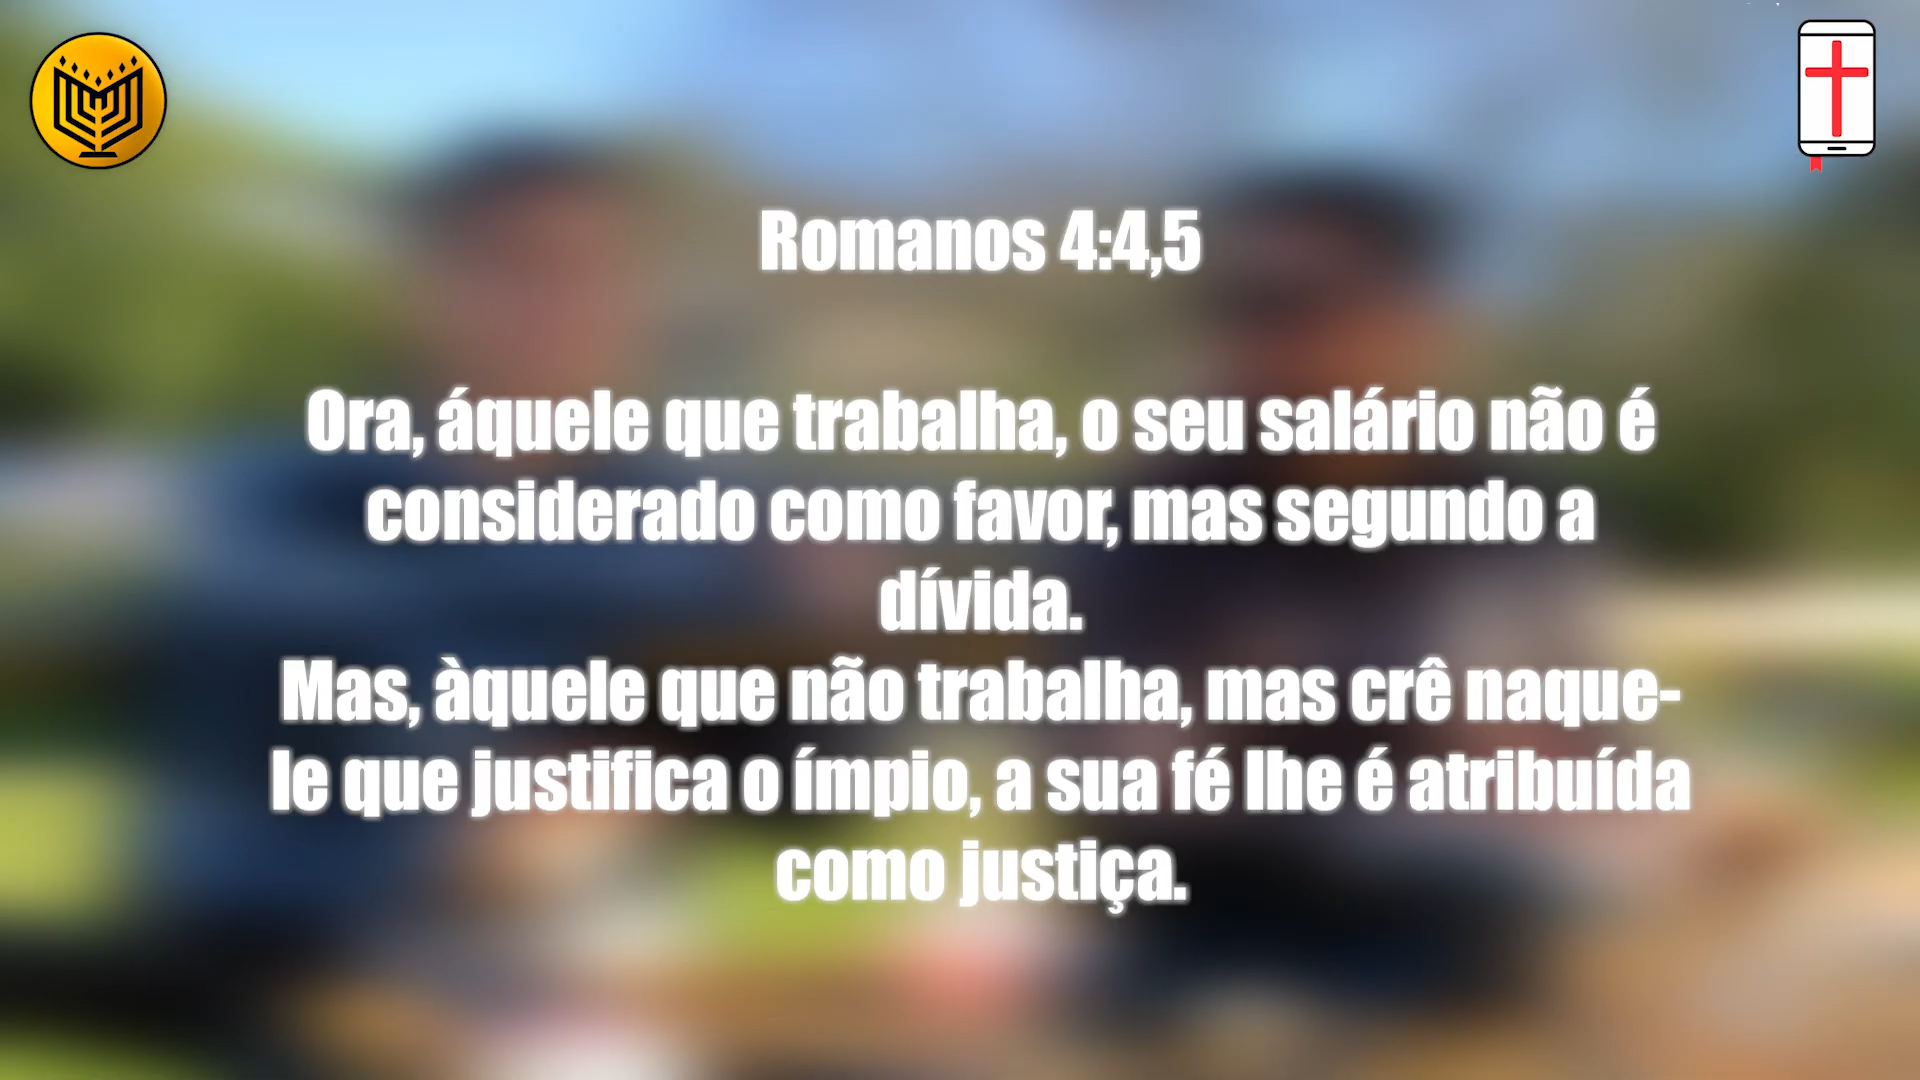 Romanos 4:4,5
Ora, áquele que trabalha, o seu salário não é
considerado como favor, mas segundo a
dívida.
Mas, àquele que não trabalha, mas crê naque-
le que justifica o ímpio, a sua fé lhe é atribuída
como justiça.